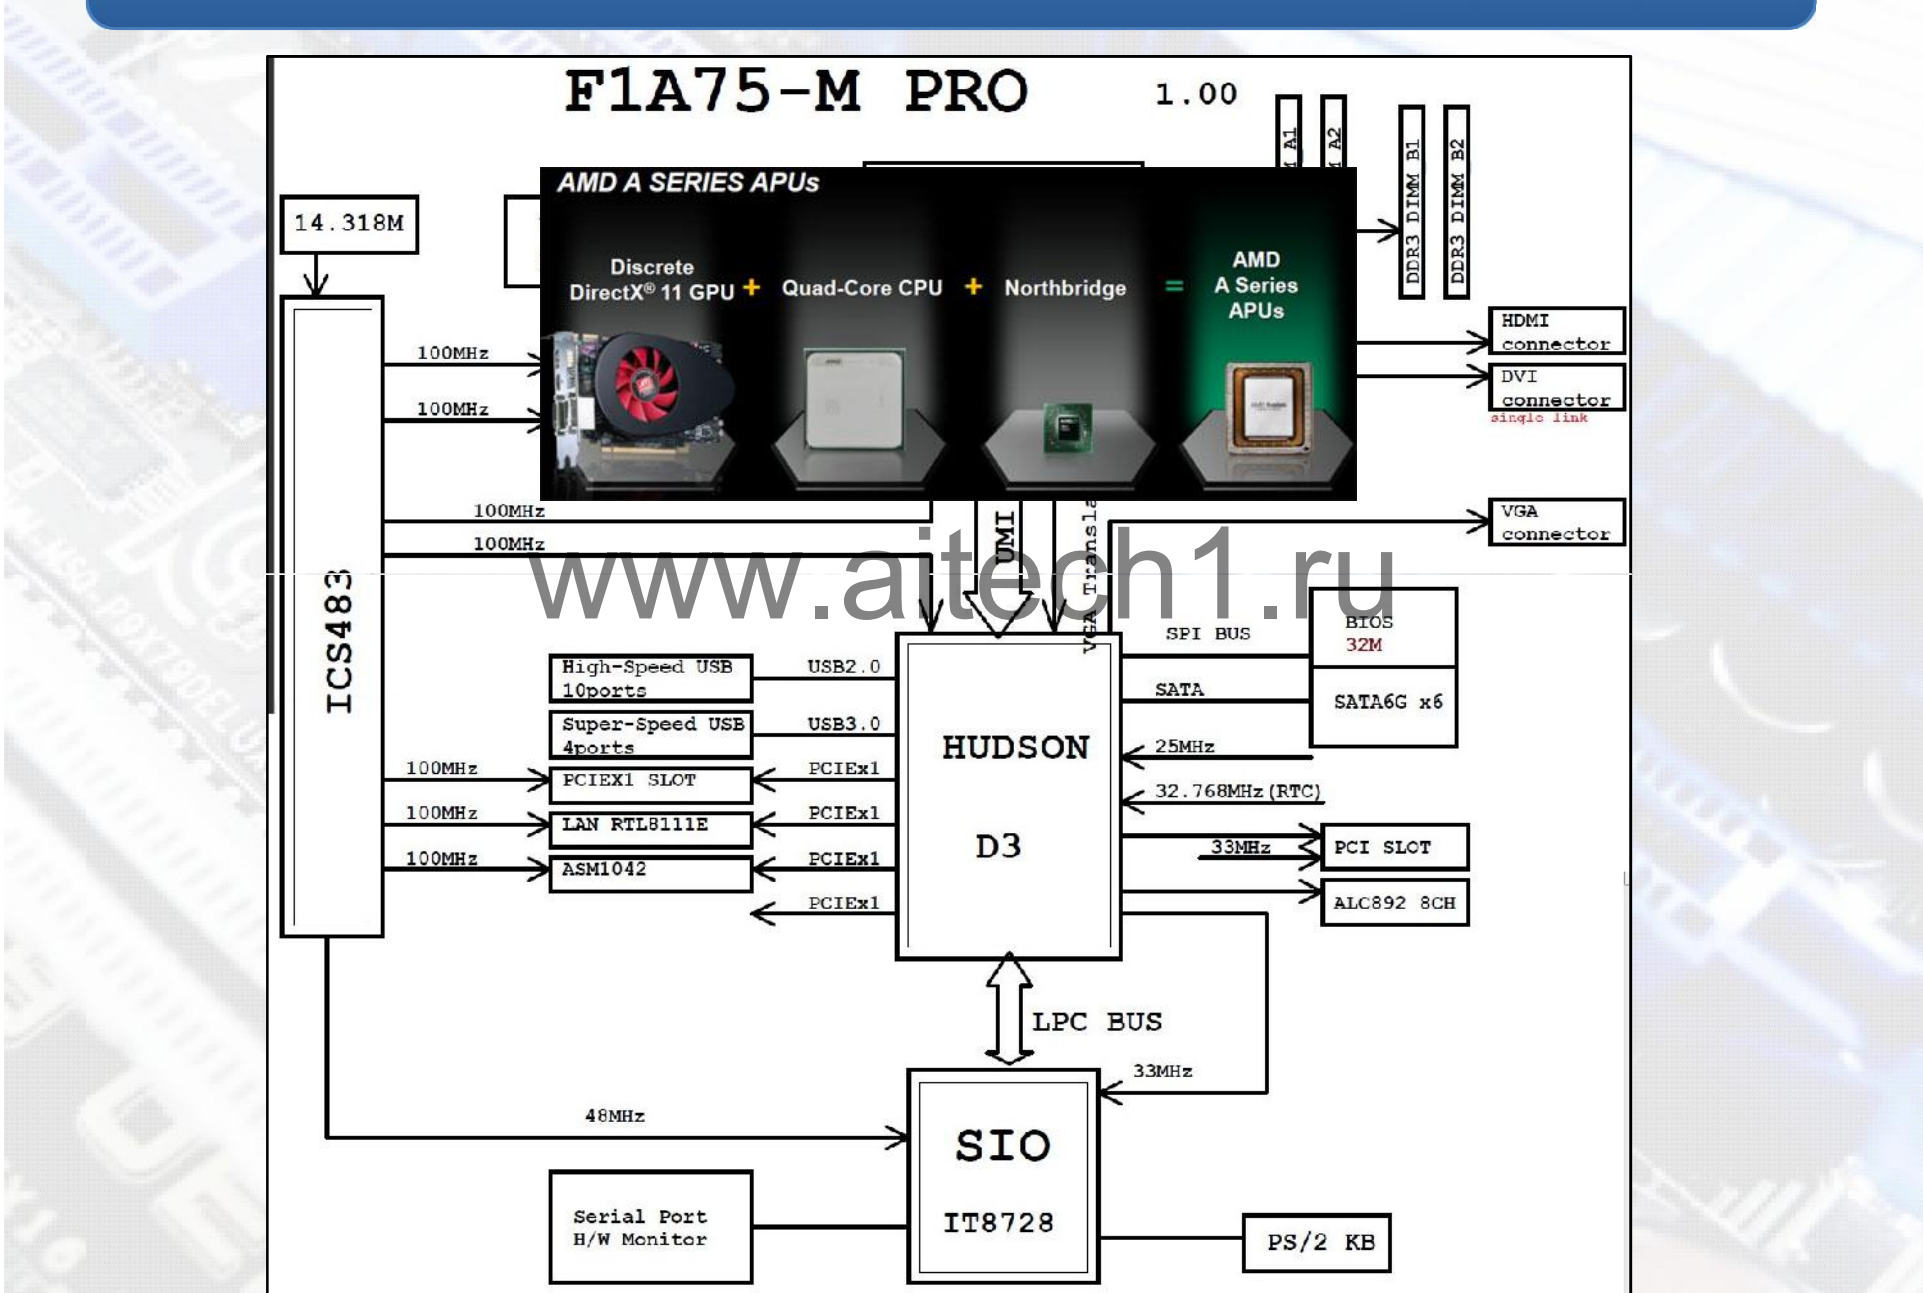 F1A75-M PRO 1.00
M A1
M A2
DDR3 DIMM B1
DDR3 DIMM B2
AMD A SERIES APUs
14.318M
Discrete
DirectX® 11 GPU + Quad-Core CPU + Northbridge =
AMD
A Series
APUs
HDMI
connector
DVI
connector
single link
100MHz
100MHz
100MHz
100MHz
UMI
VGA Transla
VGA
connector
www.aitech1.ru
ICS483
SPI BUS
BIOS
32M
High-Speed USB
10ports
USB2.0
SATA
SATA6G x6
Super-Speed USB
4ports
USB3.0
HUDSON
D3
25MHz
100MHz
PCIEX1 SLOT
PCIEx1
32.768MHz(RTC)
100MHz
LAN RTL8111E
PCIEx1
33MHz
PCI SLOT
100MHz
ASM1042
PCIEx1
PCIEx1
ALC892 8CH
LPC BUS
33MHz
48MHz
SIO
IT8728
Serial Port
H/W Monitor
PS/2 KB